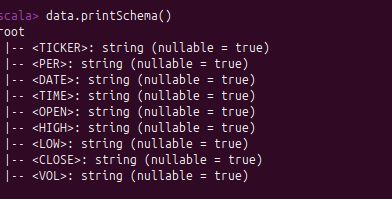 scala> data.printSchema()
root
|-- <TICKER>: string (nullable = true)
|-- <PER>: string (nullable = true)
|-- <DATE>: string (nullable = true)
|-- <TIME>: string (nullable = true)
|-- <OPEN>: string (nullable = true)
|-- <HIGH>: string (nullable = true)
|-- <LOW>: string (nullable = true)
|-- <CLOSE>: string (nullable = true)
|-- <VOL>: string (nullable = true)